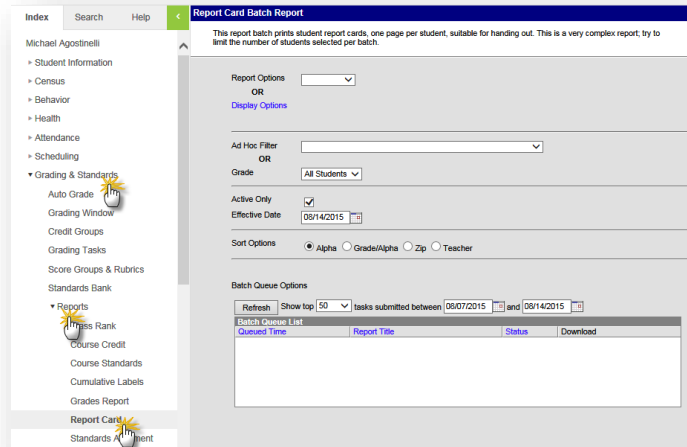 Index Search Help
Michael Agostinelli
Student Information
Census
Behavior
Health
Attendance
Scheduling
Grading & Standards
Auto Grade
Grading Window
Credit Groups
Grading Tasks
Score Groups & Rubrics
Standards Bank
Reports
Rank
Course Credit
Course Standards
Cumulative Labels
Grades Report
Report Card
Standards
Report Card Batch Report
This report batch prints student report cards, one page per student, suitable for handing out. This is a very complex report; try to
limit the number of students selected per batch.
Report Options
OR
Display Options
Ad Hoc Filter
OR
Grade All Students
Active Only
Effective Date 08/14/2015
Sort Options Alpha Grade/Alpha Zip Teacher
Batch Queue Options
Refresh Show top 50 tasks submitted between 08/07/2015 and 08/14/2015
Batch Queue List
Queued Time Report Title Status Download